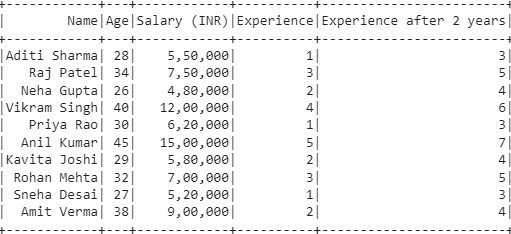 +------------+---+------------+----------+------------------------+
|        Name|Age|Salary (INR)|Experience|Experience after 2 years|
+------------+---+------------+----------+------------------------+
|Aditi Sharma| 28|    5,50,000|         1|                       3|
|   Raj Patel| 34|    7,50,000|         3|                       5|
|  Neha Gupta| 26|    4,80,000|         2|                       4|
|Vikram Singh| 40|   12,00,000|         4|                       6|
|   Priya Rao| 30|    6,20,000|         1|                       3|
|  Anil Kumar| 45|   15,00,000|         5|                       7|
|Kavita Joshi| 29|    5,80,000|         2|                       4|
| Rohan Mehta| 32|    7,00,000|         3|                       5|
| Sneha Desai| 27|    5,20,000|         1|                       3|
|  Amit Verma| 38|    9,00,000|         2|                       4|
+------------+---+------------+----------+------------------------+